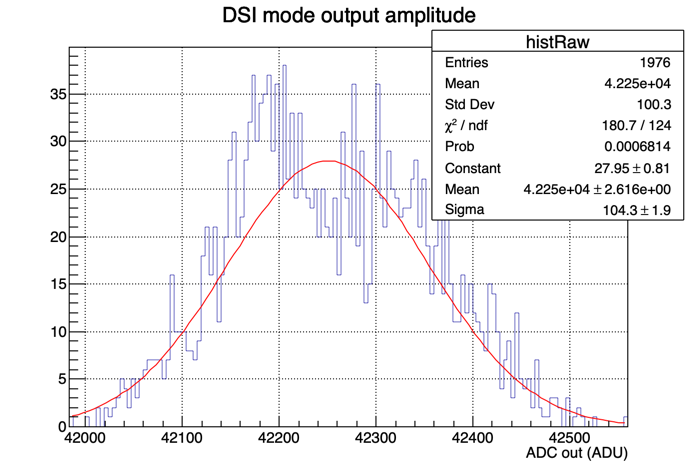 DSI mode output amplitude
histRaw
Entries 1976
Mean 4.225e+04
Std Dev 100.3
χ² / ndf 180.7 / 124
Prob 0.0006814
Constant 27.95 ± 0.81
Mean 4.225e+04 ± 2.616e+00
Sigma 104.3 ± 1.9
35
30
25
20
15
10
5
0
42000 42100 42200 42300 42400 42500
ADC out (ADU)